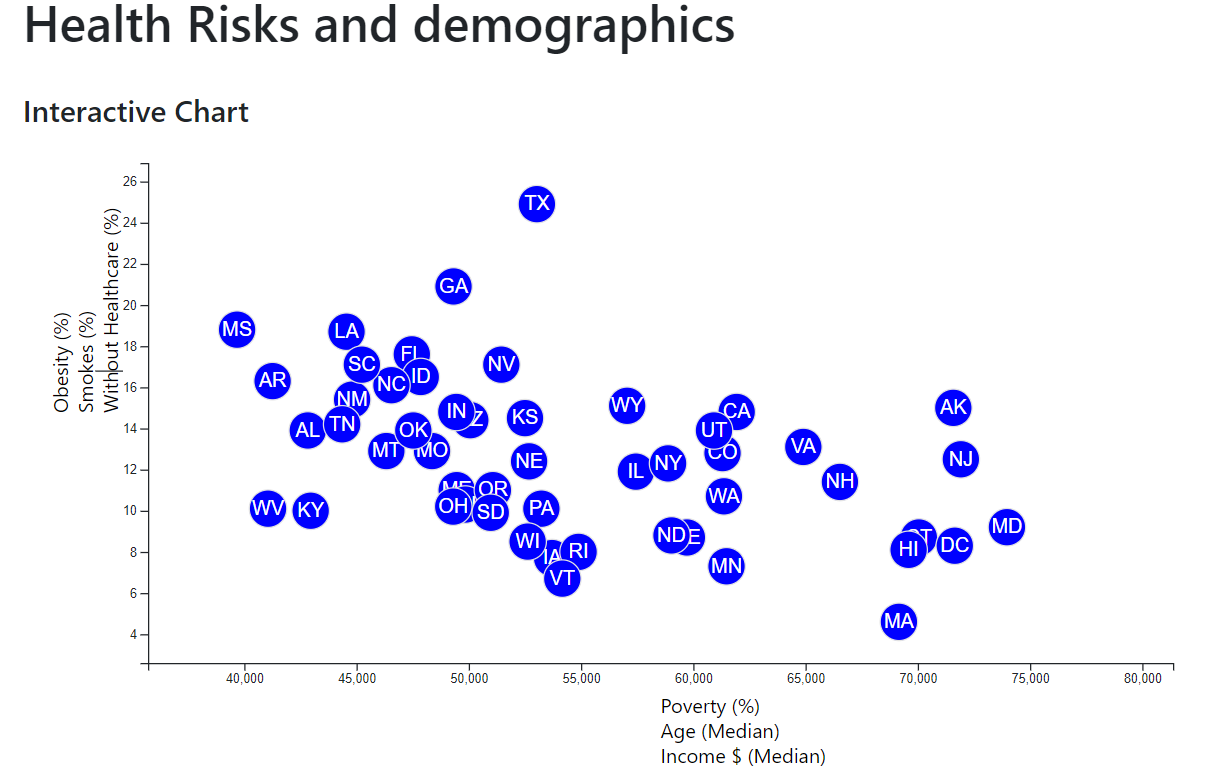 Health Risks and demographics
Interactive Chart
Obesity (%)
Smokes (%)
Without Healthcare (%)
26
24
22
20
18
16
14
12
10
8
6
4
TX
GA
MS
LA
FL
SC
NV
ID
AR
NC
NM
WY
AK
IN
CA
KS
TN
AL
OK
UT
VA
MT
MO
CO
NE
NJ
NY
IL
NH
OR
WA
OH
WV
KY
SD
PA
MD
WI
ND
HI
DC
RI
IA
MN
VT
MA
40,000
45,000
50,000
55,000
60,000
65,000
70,000
75,000
80,000
Poverty (%)
Age (Median)
Income $ (Median)